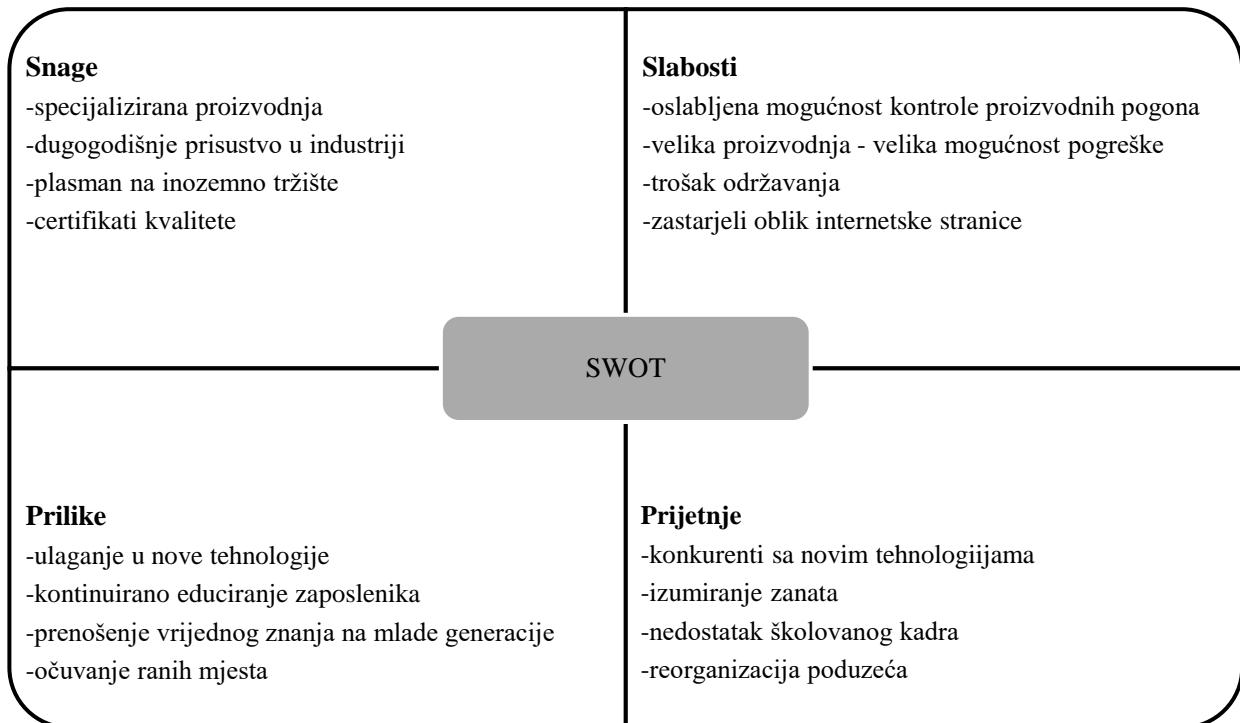 Snage
-specijalizirana proizvodnja
-dugogodišnje prisustvo u industriji
-plasman na inozemno tržište
-certifikati kvalitete
Slabosti
-oslabljena mogućnost kontrole proizvodnih pogona
-velika proizvodnja - velika mogućnost pogreške
-trošak održavanja
-zastarjeli oblik internetske stranice
SWOT
Prilike
-ulaganje u nove tehnologije
-kontinuirano educiranje zaposlenika
-prenošenje vrijednog znanja na mlade generacije
-očuvanje ranih mjesta
Prijetnje
-konkurenti sa novim tehnologiijama
-izumiranje zanata
-nedostatak školovanog kadra
-reorganizacija poduzeća